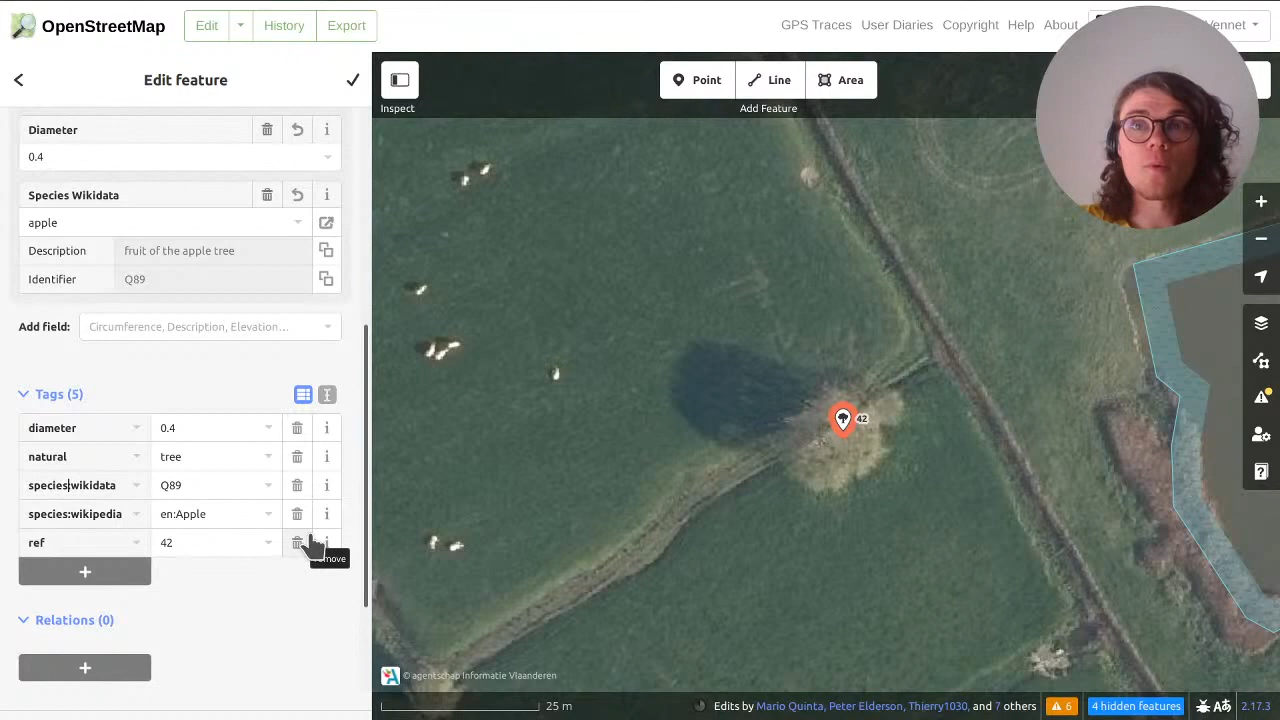 OpenStreetMap
Edit
History
Export
GPS Traces
User Diaries
Copyright
Help
About
Vennet
Edit feature
Inspect
Point
Line
Area
Add Feature
Diameter
0.4
Species Wikidata
apple
Description
fruit of the apple tree
Identifier
Q89
Add field:
Circumference, Description, Elevation…
Tags (5)
diameter
0.4
natural
tree
species:wikidata
Q89
species:wikipedia
en:Apple
ref
42
Relations (0)
42
© agentschap Informatie Vlaanderen
25 m
Edits by Mario Quinta, Peter Elderson, Thierry1030, and 7 others
6
4 hidden features
2.17.3